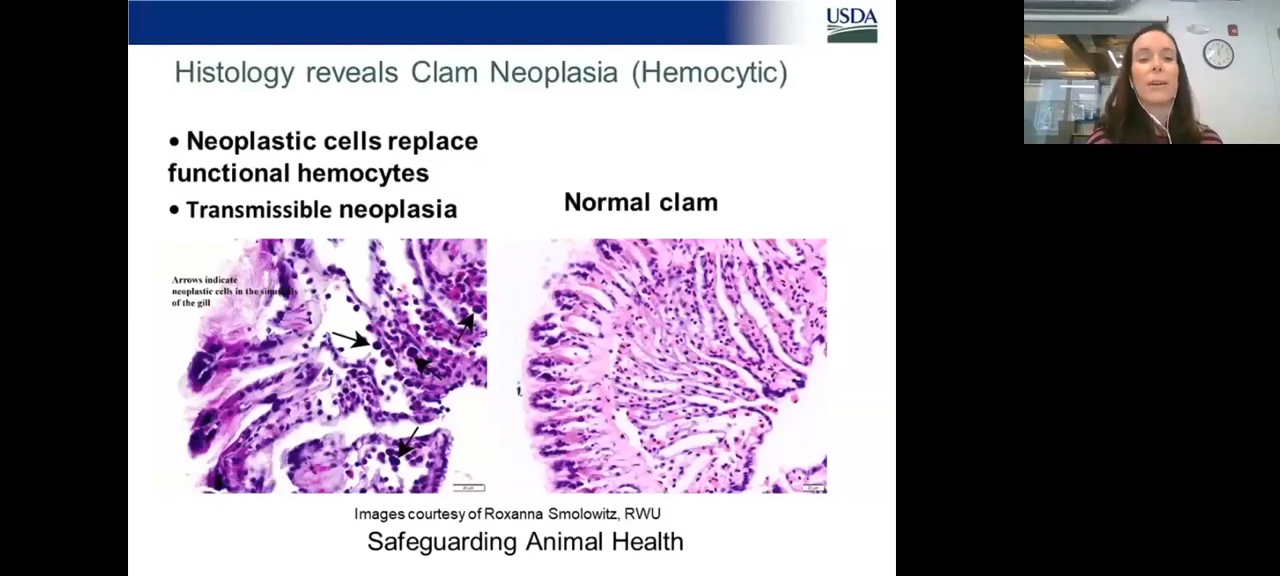 USDA
Histology reveals Clam Neoplasia (Hemocytic)
• Neoplastic cells replace
functional hemocytes
• Transmissible neoplasia
Normal clam
Arrows indicate
neoplastic cells in the
of the gill
Images courtesy of Roxanna Smolowitz, RWU
Safeguarding Animal Health